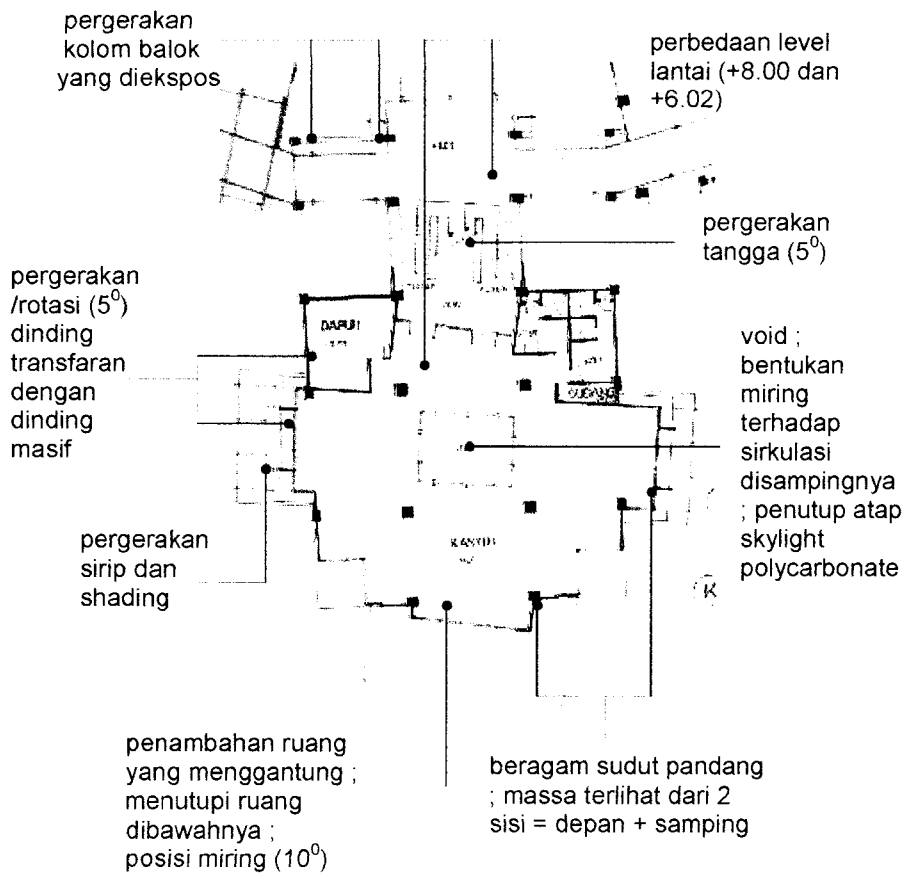 pergerakan
kolom balok
yang diekspos
perbedaan level
lantai (+8.00 dan
+6.02)
pergerakan
tangga (5⁰)
pergerakan
/rotasi (5⁰)
dinding
transfaran
dengan
dinding
masif
DAPUR
GUDANG
void ;
bentukan
miring
terhadap
sirkulasi
disampingnya
; penutup atap
skylight
polycarbonate
pergerakan
sirip dan
shading
K
penambahan ruang
yang menggantung ;
menutupi ruang
dibawahnya ;
posisi miring (10⁰)
beragam sudut pandang
; massa terlihat dari 2
sisi = depan + samping